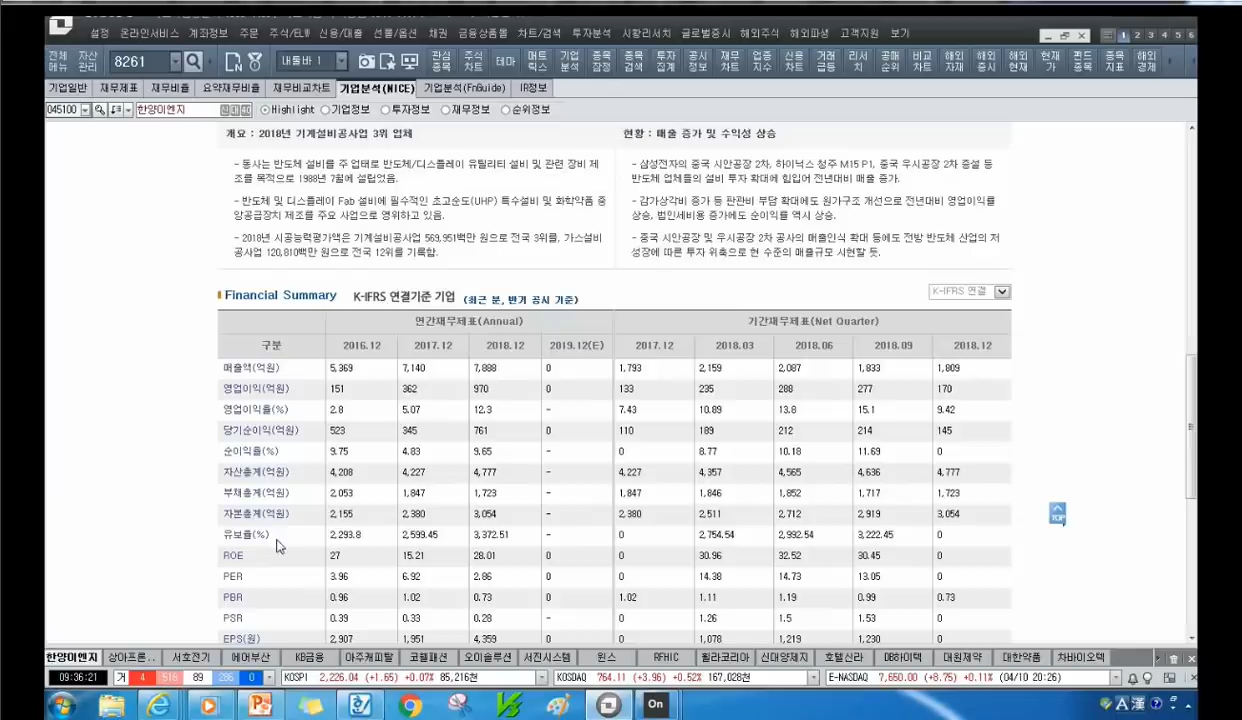 설정 온라인서비스 계좌정보 주문 주식/ELW 신용/대출 선물/옵션 채권 금융상품몰 차트/검색 투자분석 시황리서치 글로벌증시 해외주식 해외파생 고객지원 보기
1 2 3 4 5 6
전체메뉴 자산관리 8261 내툴바1 관심종목 주식차트 테마 매트릭스 기업분석 종목잠정 종목검색 투자집계 공시정보 재무차트 업종지수 신용차트 거래급등 리서치 공매순위 비교차트 해외자재 해외증시 해외현재 현재가 펀드종목 종목지표 해외경제
기업일반 재무제표 재무비율 요약재무비율 재무비교차트 기업분석(NICE) 기업분석(FnGuide) IR정보
045100 한양이엔지 Highlight 기업정보 투자정보 재무정보 순위정보
개요 : 2018년 기계설비공사업 3위 업체
- 동사는 반도체 설비를 주 업태로 반도체/디스플레이 유틸리티 설비 및 관련 장비 제
조를 목적으로 1988년 7월에 설립었음.
- 반도체 및 디스플레이 Fab 설비에 필수적인 초고순도(UHP) 특수설비 및 화학약품 중
앙공급장치 제조를 주요 사업으로 영위하고 있음.
- 2018년 시공능력평가액은 기계설비공사업 569,951백만 원으로 전국 3위를, 가스설비
공사업 120,810백만 원으로 전국 12위를 기록함.
현황 : 매출 증가 및 수익성 상승
- 삼성전자의 중국 시안공장 2차, 하이닉스 청주 M15 P1, 중국 우시공장 2차 증설 등
반도체 업체들의 설비 투자 확대에 힘입어 전년대비 매출 증가.
- 감가상각비 증가 등 판관비 부담 확대에도 원가구조 개선으로 전년대비 영업이익률
상승, 법인세비용 증가에도 순이익률 역시 상승.
- 중국 시안공장 및 우시공장 2차 공사의 매출인식 확대 등에도 전방 반도체 산업의 저
성장에 따른 투자 위축으로 현 수준의 매출규모 시현할 듯.
Financial Summary K-IFRS 연결기준 기업 (최근 분, 반기 공시 기준)
K-IFRS 연결
연간재무제표(Annual) 기간재무제표(Net Quarter)
구분 2016.12 2017.12 2018.12 2019.12(E) 2017.12 2018.03 2018.06 2018.09 2018.12
매출액(억원) 5,369 7,140 7,888 0 1,793 2,159 2,087 1,833 1,809
영업이익(억원) 151 362 970 0 133 235 288 277 170
영업이익률(%) 2.8 5.07 12.3 - 7.43 10.89 13.8 15.1 9.42
당기순이익(억원) 523 345 761 0 110 189 212 214 145
순이익률(%) 9.75 4.83 9.65 - 0 8.77 10.18 11.69 0
자산총계(억원) 4,208 4,227 4,777 - 4,227 4,357 4,565 4,636 4,777
부채총계(억원) 2,053 1,847 1,723 - 1,847 1,846 1,852 1,717 1,723
자본총계(억원) 2,155 2,380 3,054 - 2,380 2,511 2,712 2,919 3,054
유보율(%) 2,293.8 2,599.45 3,372.51 - 0 2,754.54 2,992.54 3,222.45 0
ROE 27 15.21 28.01 0 0 30.96 32.52 30.45 0
PER 3.96 6.92 2.86 0 0 14.38 14.73 13.05 0
PBR 0.96 1.02 0.73 0 1.02 1.11 1.19 0.99 0.73
PSR 0.39 0.33 0.28 - 0 1.26 1.5 1.53 0
EPS(원) 2,907 1,951 4,359 0 0 1,078 1,219 1,230 0
TOP
한양이엔지 상아프론.. 서호전기 에어부산 KB금융 아주캐피탈 코웰패션 오이솔루션 서진시스템 윈스 RFHIC 월라코리아 신대양제지 호텔신라 DB하이텍 대원제약 대한약품 차바이오텍
09:36:21 거 4 518 89 286 0 KOSPI 2,226.04 (+1.65) +0.07% 85,216천 KOSDAQ 764.11 (+3.96) +0.52% 167,028천 E-NASDAQ 7,650.00 (+8.75) +0.11% (04/10 20:26)
On A 漢